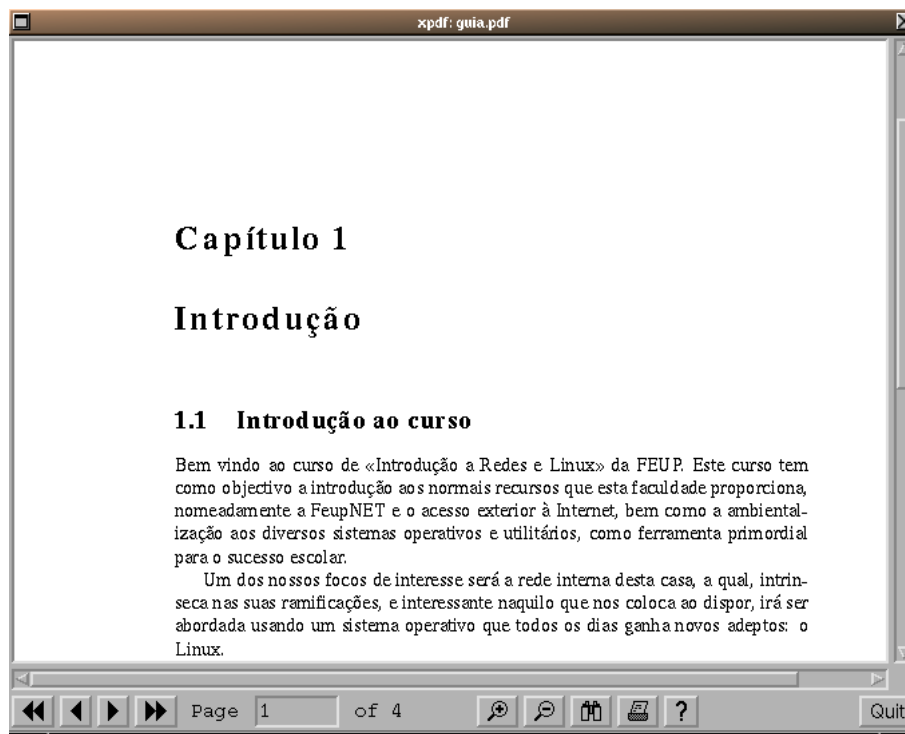 xpdf: guia.pdf
Capítulo 1
Introdução
1.1 Introdução ao curso
Bem vindo ao curso de «Introdução a Redes e Linux» da FEUP. Este curso tem
como objectivo a introdução aos normais recursos que esta faculdade proporciona,
nomeadamente a FeupNET e o acesso exterior à Internet, bem como a ambiental-
ização aos diversos sistemas operativos e utilitários, como ferramenta primordial
para o sucesso escolar.
Um dos nossos focos de interesse será a rede interna desta casa, a qual, intrin-
seca nas suas ramificações, e interessante naquilo que nos coloca ao dispor, irá ser
abordada usando um sistema operativo que todos os dias ganha novos adeptos: o
Linux.
Page 1 of 4 ? Quit